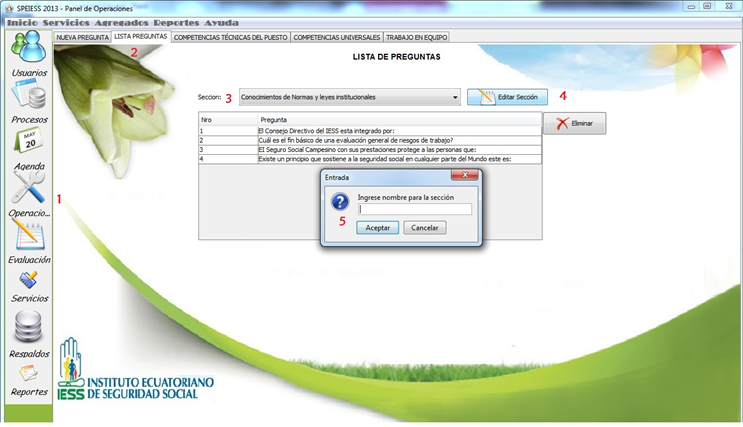 SPEIESS 2013 - Panel de Operaciones
Inicio Servicios Agregados Reportes Ayuda
NUEVA PREGUNTA LISTA PREGUNTAS COMPETENCIAS TÉCNICAS DEL PUESTO COMPETENCIAS UNIVERSALES TRABAJO EN EQUIPO
2
LISTA DE PREGUNTAS
Usuarios
Seccion: 3 Conocimientos de Normas y leyes institucionales Editar Sección 4
Procesos
Nro Pregunta
Eliminar
1 El Consejo Directivo del IESS esta integrado por:
2 Cuál es el fin básico de una evaluación general de riesgos de trabajo?
3 El Seguro Social Campesino con sus prestaciones protege a las personas que:
4 Existe un principio que sostiene a la seguridad social en cualquier parte del Mundo este es:
MAY
20
Agenda
Entrada
Ingrese nombre para la sección
1
5
Aceptar Cancelar
Operacio...
Evaluación
Servicios
Respaldos
Reportes
IESS
INSTITUTO ECUATORIANO
DE SEGURIDAD SOCIAL